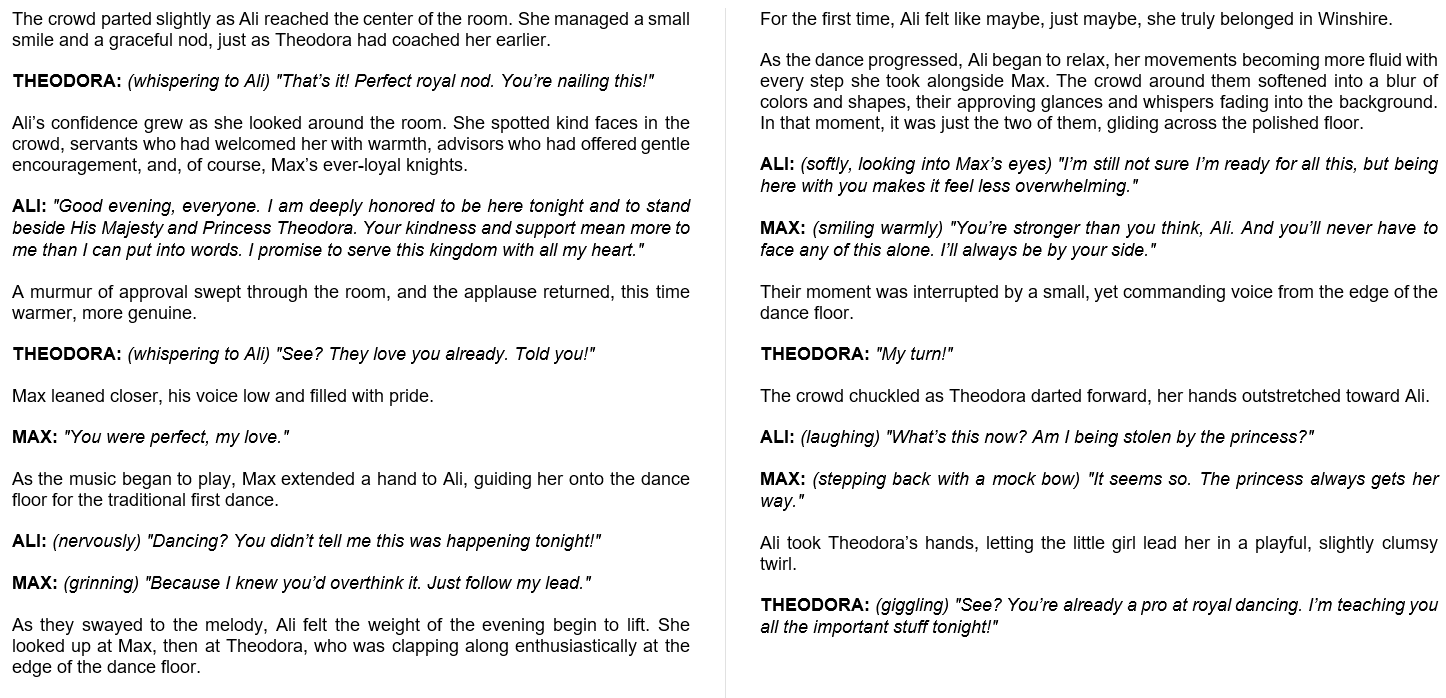 The crowd parted slightly as Ali reached the center of the room. She managed a small
smile and a graceful nod, just as Theodora had coached her earlier.
THEODORA: (whispering to Ali) "That’s it! Perfect royal nod. You’re nailing this!"
Ali’s confidence grew as she looked around the room. She spotted kind faces in the
crowd, servants who had welcomed her with warmth, advisors who had offered gentle
encouragement, and, of course, Max’s ever-loyal knights.
ALI: "Good evening, everyone. I am deeply honored to be here tonight and to stand
beside His Majesty and Princess Theodora. Your kindness and support mean more to
me than I can put into words. I promise to serve this kingdom with all my heart."
A murmur of approval swept through the room, and the applause returned, this time
warmer, more genuine.
THEODORA: (whispering to Ali) "See? They love you already. Told you!"
Max leaned closer, his voice low and filled with pride.
MAX: "You were perfect, my love."
As the music began to play, Max extended a hand to Ali, guiding her onto the dance
floor for the traditional first dance.
ALI: (nervously) "Dancing? You didn’t tell me this was happening tonight!"
MAX: (grinning) "Because I knew you’d overthink it. Just follow my lead."
As they swayed to the melody, Ali felt the weight of the evening begin to lift. She
looked up at Max, then at Theodora, who was clapping along enthusiastically at the
edge of the dance floor.
For the first time, Ali felt like maybe, just maybe, she truly belonged in Winshire.
As the dance progressed, Ali began to relax, her movements becoming more fluid with
every step she took alongside Max. The crowd around them softened into a blur of
colors and shapes, their approving glances and whispers fading into the background.
In that moment, it was just the two of them, gliding across the polished floor.
ALI: (softly, looking into Max’s eyes) "I’m still not sure I’m ready for all this, but being
here with you makes it feel less overwhelming."
MAX: (smiling warmly) "You’re stronger than you think, Ali. And you’ll never have to
face any of this alone. I’ll always be by your side."
Their moment was interrupted by a small, yet commanding voice from the edge of the
dance floor.
THEODORA: "My turn!"
The crowd chuckled as Theodora darted forward, her hands outstretched toward Ali.
ALI: (laughing) "What’s this now? Am I being stolen by the princess?"
MAX: (stepping back with a mock bow) "It seems so. The princess always gets her
way."
Ali took Theodora’s hands, letting the little girl lead her in a playful, slightly clumsy
twirl.
THEODORA: (giggling) "See? You’re already a pro at royal dancing. I’m teaching you
all the important stuff tonight!"